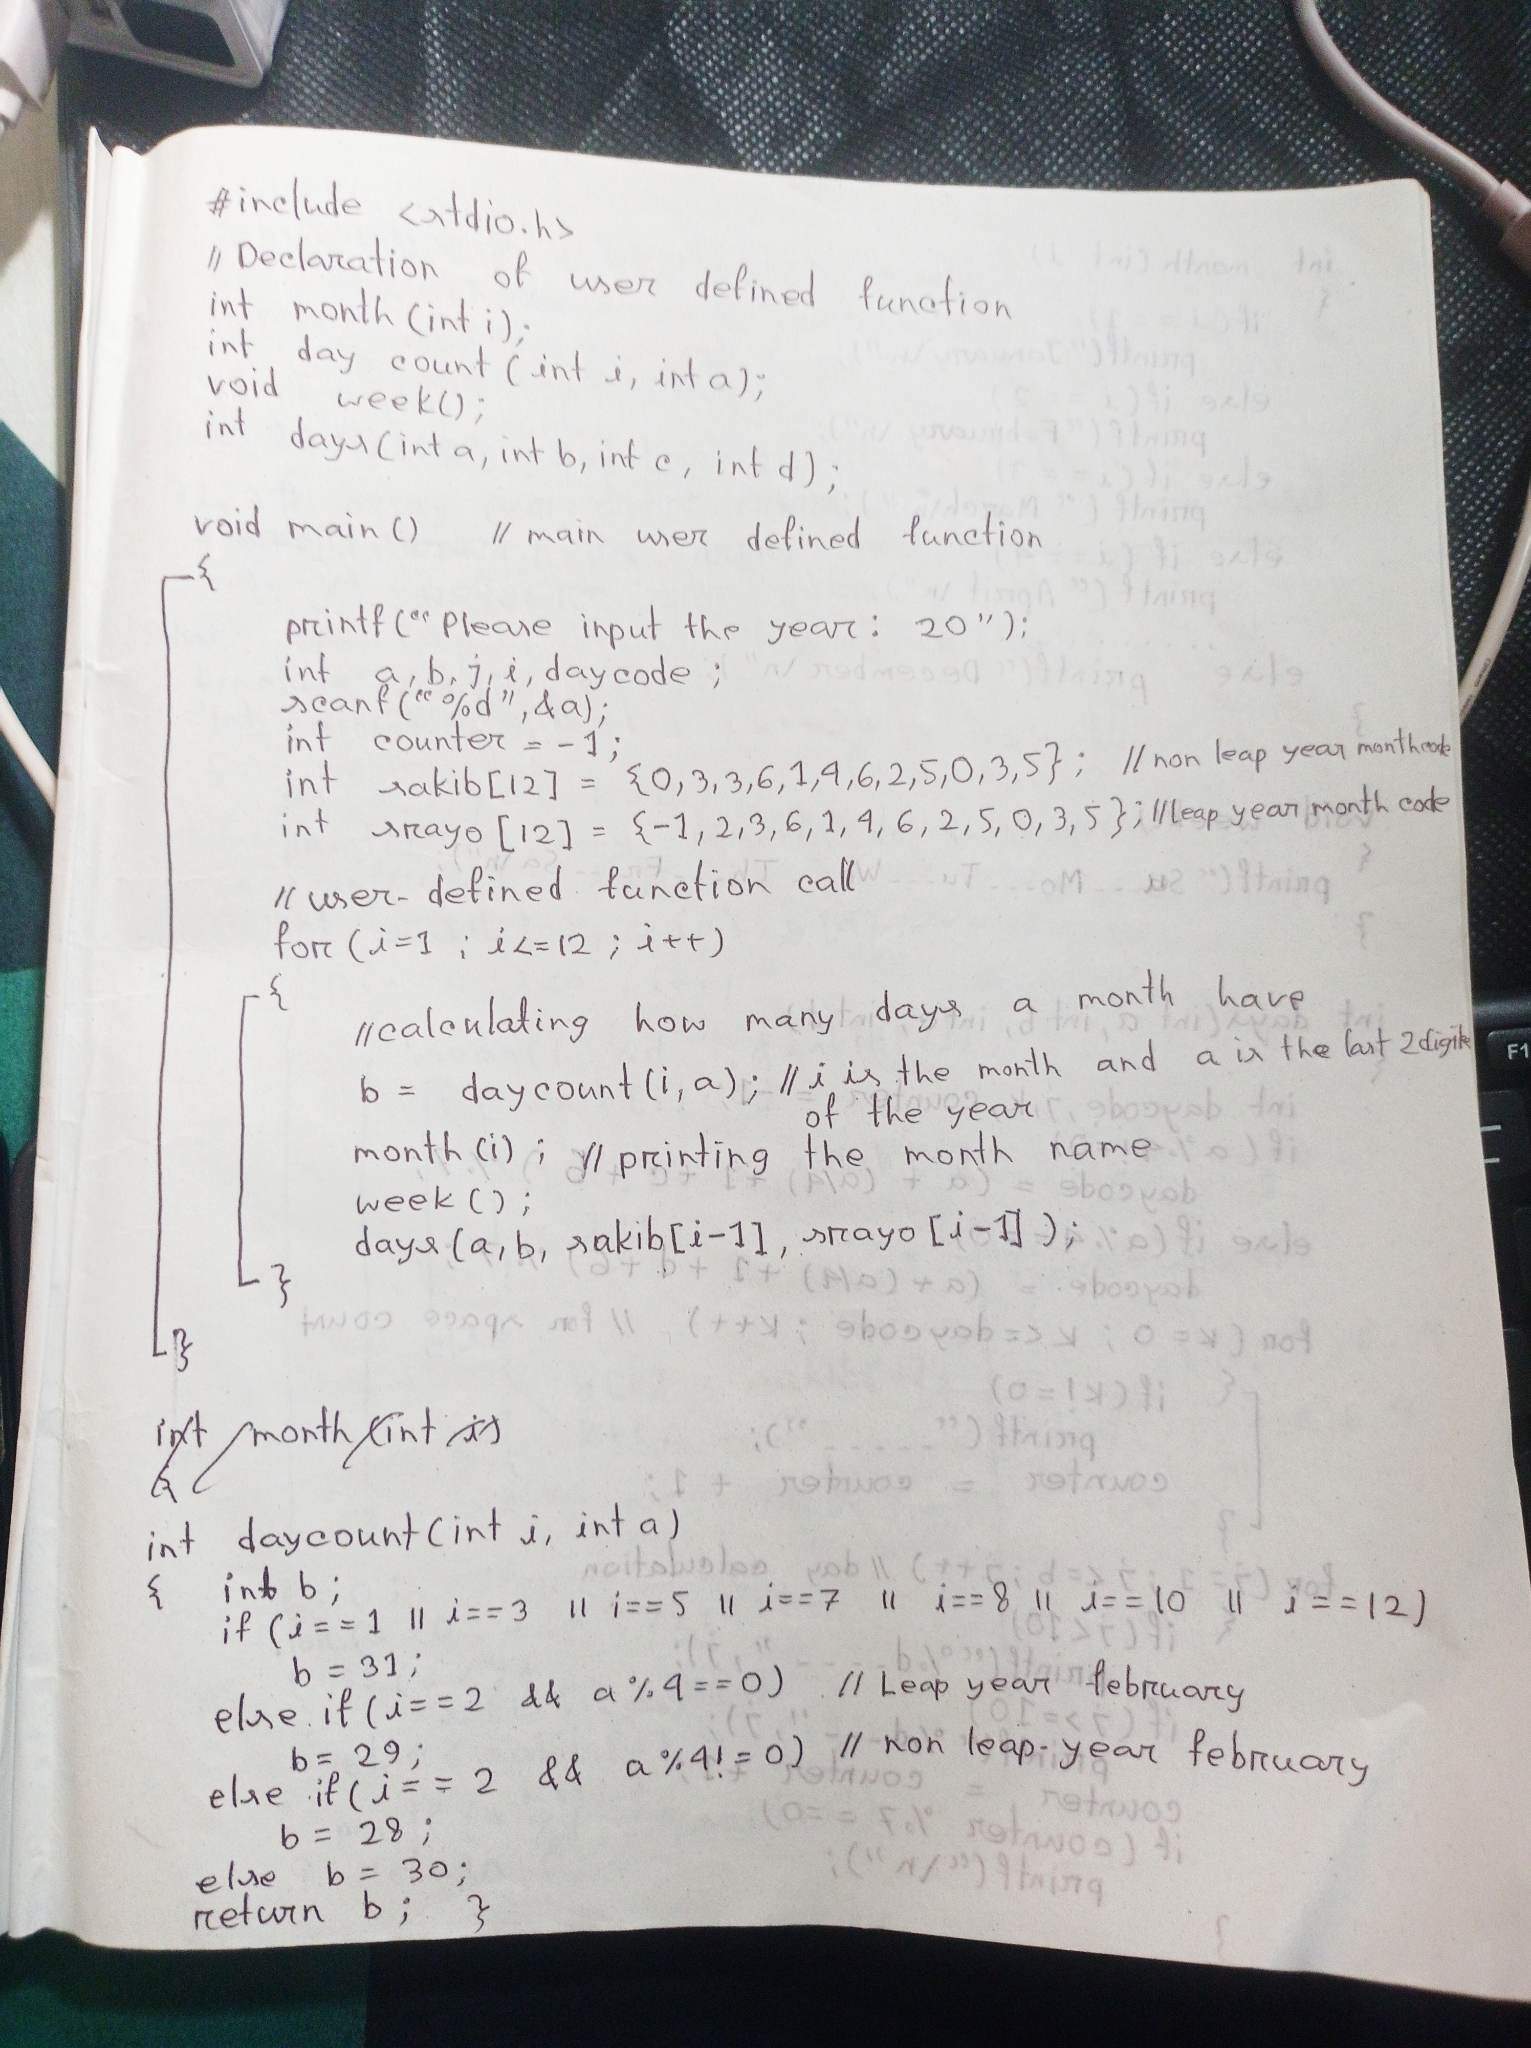 #include <stdio.h>
// Declaration of user defined function
int month (int i);
int day count (int i, int a);
void week();
int days (int a, int b, int c, int d);
void main () // main user defined function
{
printf ("Please input the year: 20");
int a, b, j, i, daycode ;
scanf ("%d", &a);
int counter = -1 ;
int sakib [12] = {0,3,3,6,1,4,6,2,5,0,3,5} ; // non leap year monthcode
int srayo [12] = {-1, 2, 3, 6, 1, 4, 6, 2, 5, 0, 3, 5 } ; // leap year month code
// user-defined function call
for (i=1 ; i<=12 ; i++)
{
// calculating how many days a month have
b = daycount (i, a) ; // i is the month and a is the last 2 digits
of the year
month (i) ; // printing the month name
week () ;
days (a, b, sakib [i-1], srayo [i-1] ) ;
}
}
int month (int i)
{
int daycount (int i, int a)
{ int b ;
if (i==1 || i==3 || i==5 || i==7 || i==8 || i==10 || i==12)
b = 31 ;
else if (i==2 && a%4==0) // Leap year february
b = 29 ;
else if (i==2 && a%4!=0) // non leap-year february
b = 28 ;
else b = 30 ;
return b ; }
F1